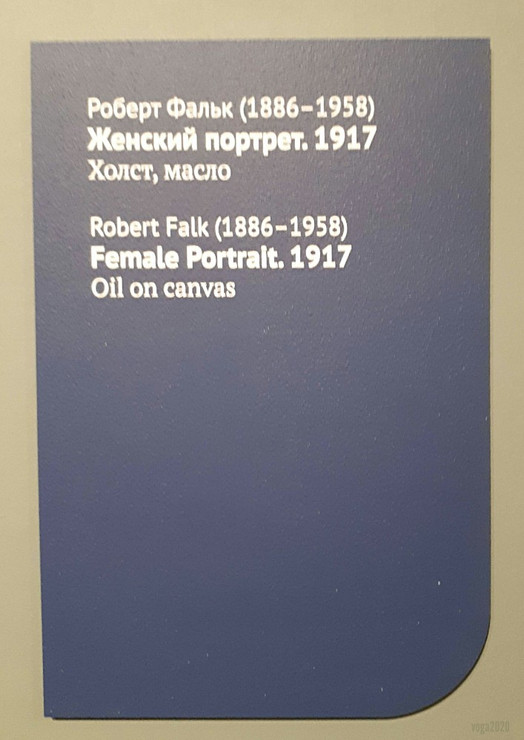 Роберт Фальк (1886–1958)
Женский портрет. 1917
Холст, масло
Robert Falk (1886–1958)
Female Portrait. 1917
Oil on canvas
yoga2020